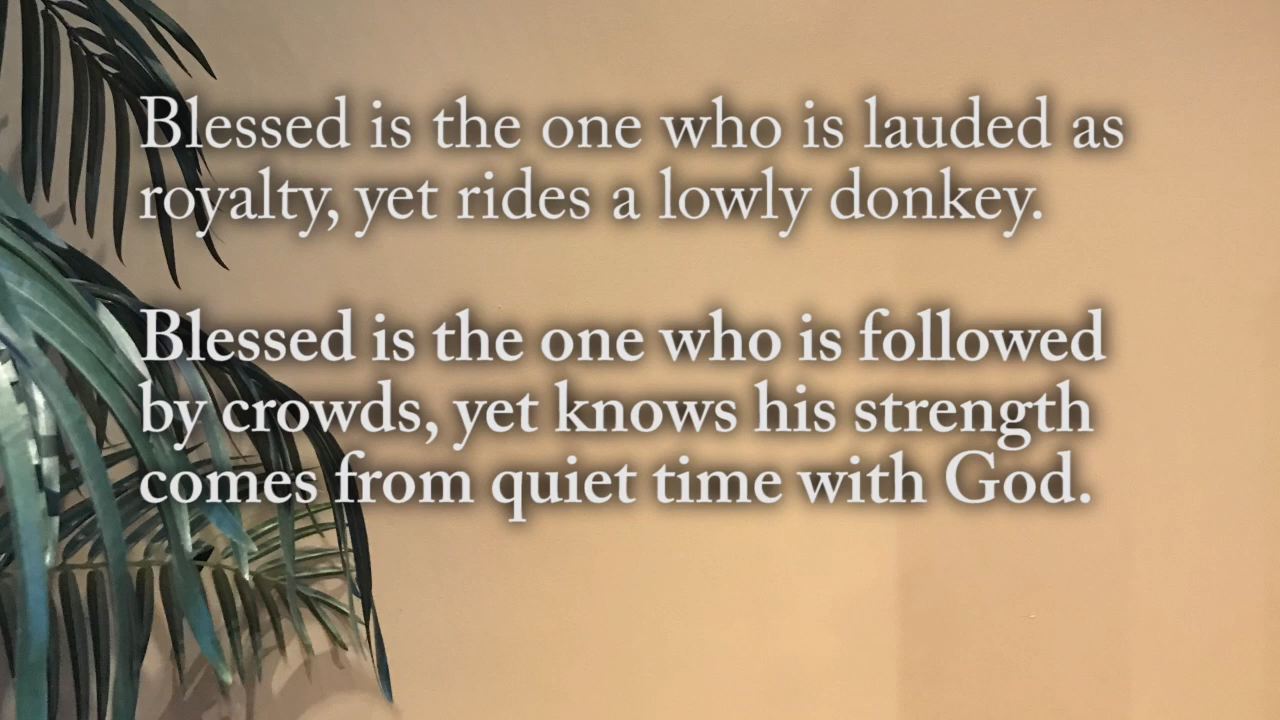 Blessed is the one who is lauded as
royalty, yet rides a lowly donkey.
Blessed is the one who is followed
by crowds, yet knows his strength
comes from quiet time with God.